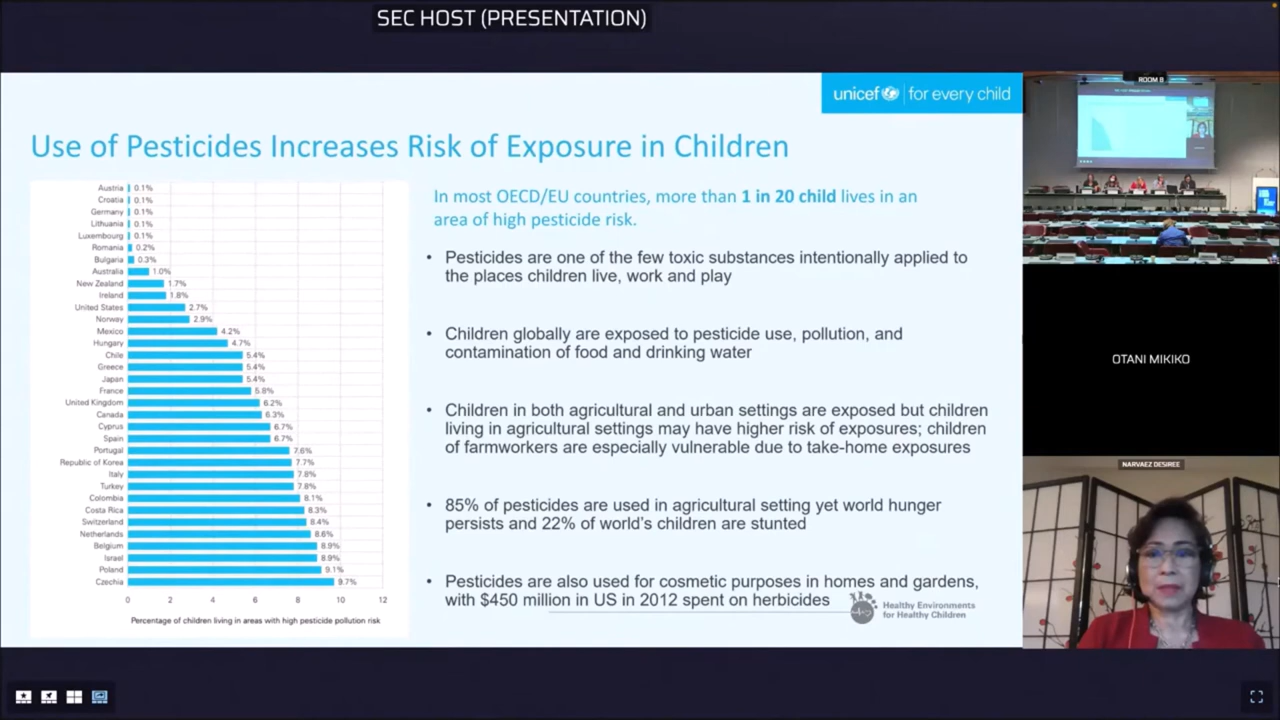 SEC HOST (PRESENTATION)
unicef for every child
Use of Pesticides Increases Risk of Exposure in Children
Austria 0.1%
Croatia 0.1%
Germany 0.1%
Lithuania 0.1%
Luxembourg 0.1%
Romania 0.2%
Bulgaria 0.3%
Australia 1.0%
New Zealand 1.7%
Ireland 1.8%
United States 2.7%
Norway 2.9%
Mexico 4.2%
Hungary 4.7%
Chile 5.4%
Greece 5.4%
Japan 5.4%
France 5.8%
United Kingdom 6.2%
Canada 6.3%
Cyprus 6.7%
Spain 6.7%
Portugal 7.6%
Republic of Korea 7.7%
Italy 7.8%
Turkey 7.8%
Colombia 8.1%
Costa Rica 8.3%
Switzerland 8.4%
Netherlands 8.6%
Belgium 8.9%
Israel 8.9%
Poland 9.1%
Czechia 9.7%
0 2 4 6 8 10 12
Percentage of children living in areas with high pesticide pollution risk
In most OECD/EU countries, more than 1 in 20 child lives in an
area of high pesticide risk.
• Pesticides are one of the few toxic substances intentionally applied to
the places children live, work and play
• Children globally are exposed to pesticide use, pollution, and
contamination of food and drinking water
• Children in both agricultural and urban settings are exposed but children
living in agricultural settings may have higher risk of exposures; children
of farmworkers are especially vulnerable due to take-home exposures
• 85% of pesticides are used in agricultural setting yet world hunger
persists and 22% of world's children are stunted
• Pesticides are also used for cosmetic purposes in homes and gardens,
with $450 million in US in 2012 spent on herbicides
Healthy Environments
for Healthy Children
ROOM B
OTANI MIKIKO
NARVAEZ DESIREE